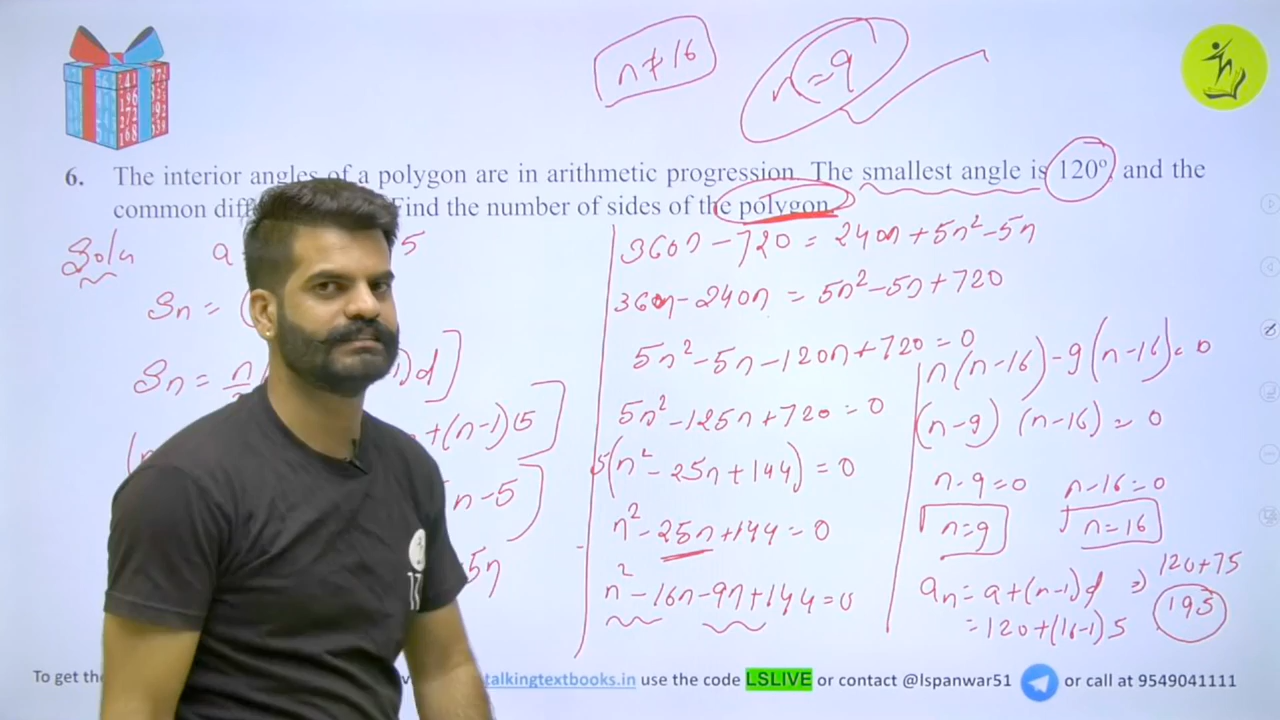 n ≠ 16
n = 9
6. The interior angles of a polygon are in arithmetic progression. The smallest angle is 120°, and the
common diff Find the number of sides of the polygon.
Soln a 5
Sn = (
Sn = n/ )d]
+(n-1)(5]
n-5]
5n
360n - 720 = 240n + 5n² - 5n
360n - 240n = 5n² - 5n + 720
5n² - 5n - 120n + 720 = 0
5n² - 125n + 720 = 0
5(n² - 25n + 144) = 0
n² - 25n + 144 = 0
n² - 16n - 9n + 144 = 0
n(n-16) - 9(n-16) = 0
(n-9) (n-16) = 0
n-9=0 n-16=0
n=9 n=16
an = a+(n-1)d ⇒ 120+75
= 120+(16-1)5 195
To get the talkingtextbooks.in use the code LSLIVE or contact @lspanwar51 or call at 9549041111